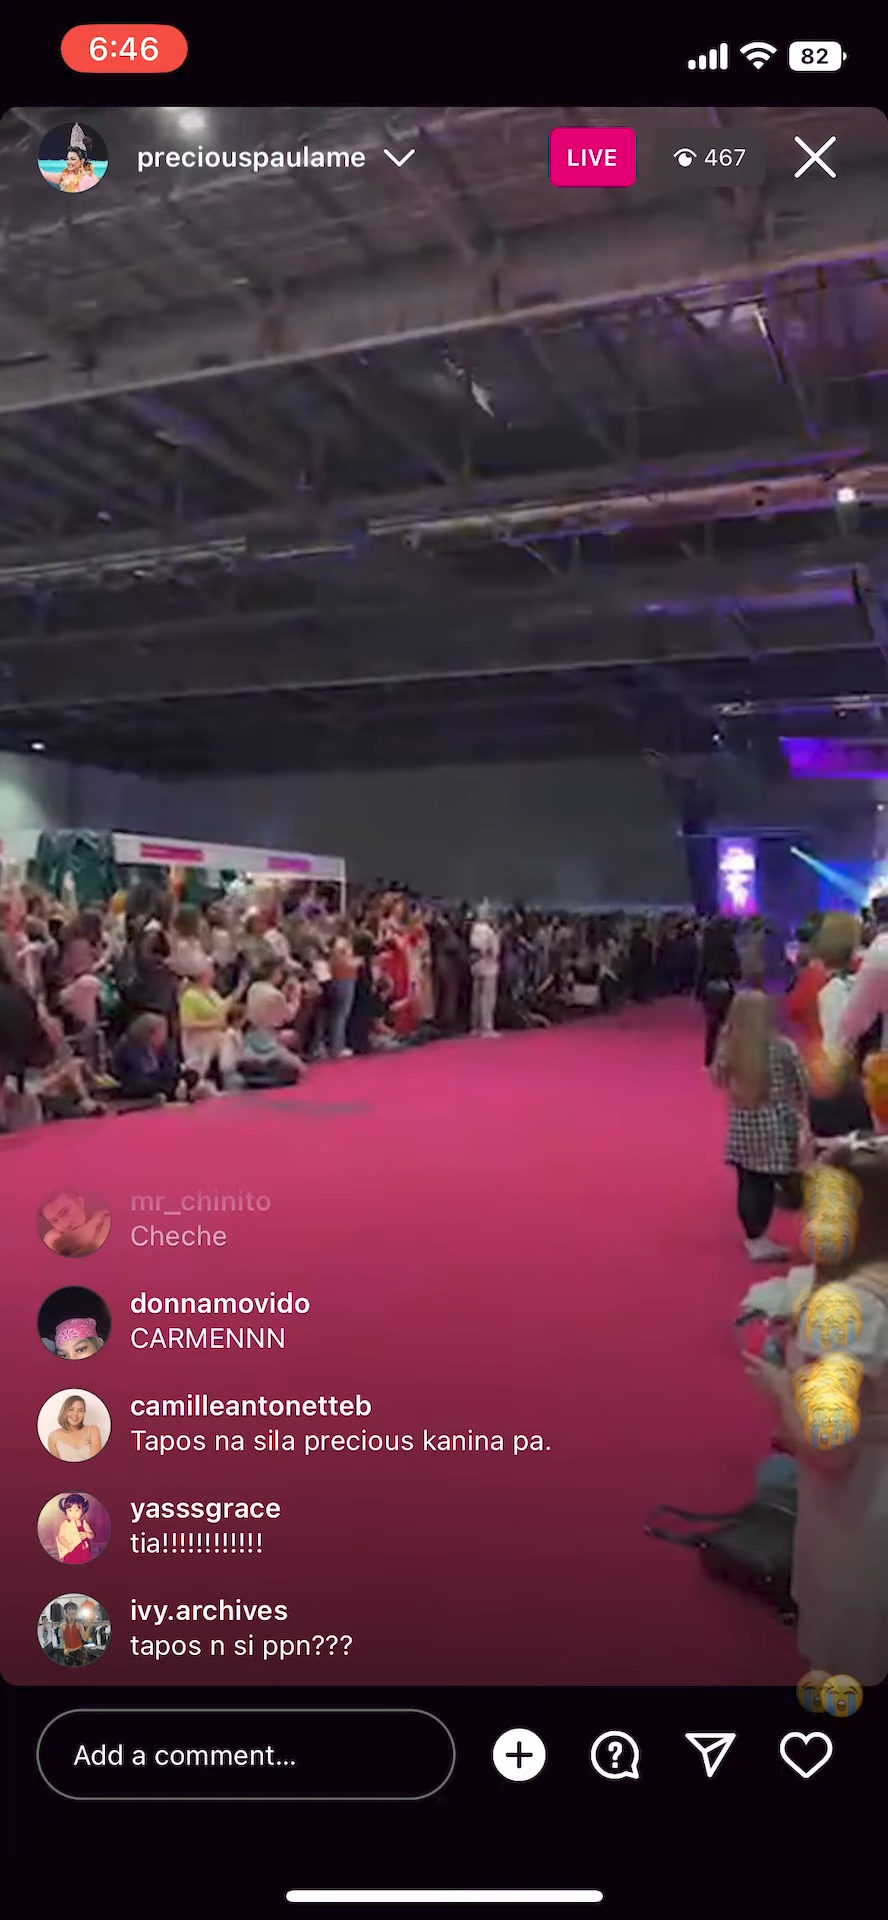 6:46
82
preciouspaulame
LIVE
467
mr_chinito
Cheche
donnamovido
CARMENNN
camilleantonetteb
Tapos na sila precious kanina pa.
yasssgrace
tia!!!!!!!!!!!!
ivy.archives
tapos n si ppn???
Add a comment...